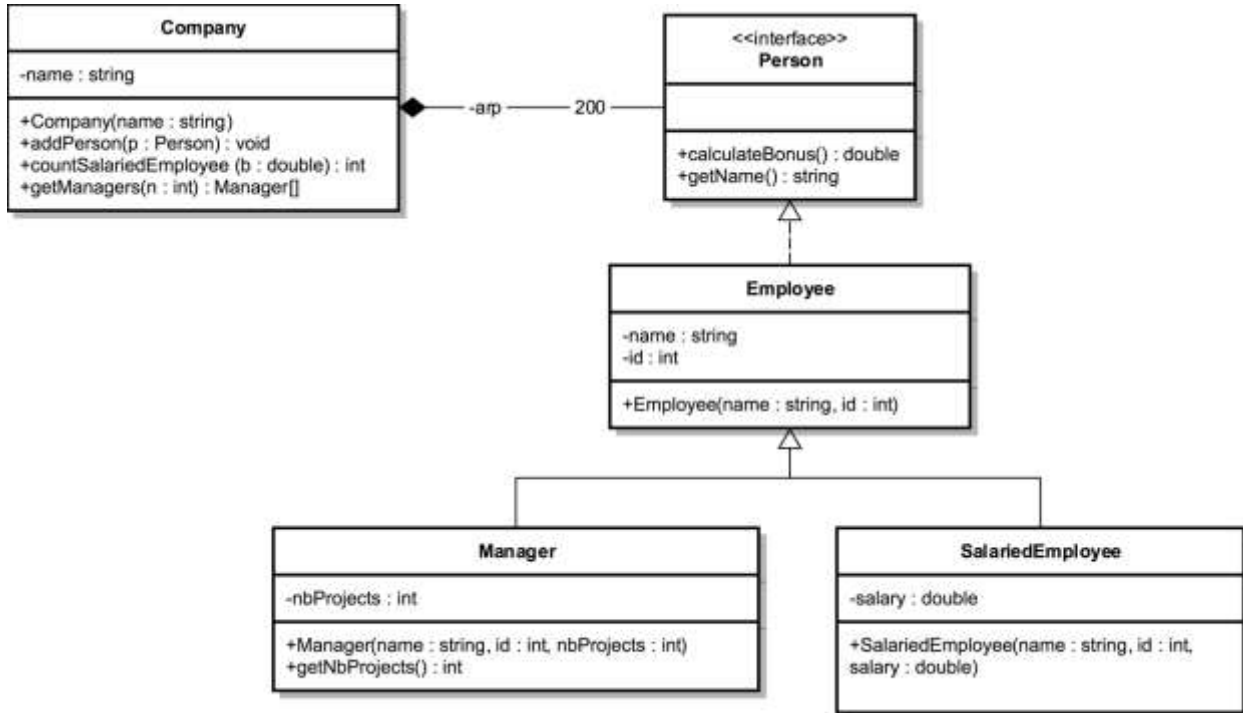 Company
-name : string
+Company(name : string)
+addPerson(p : Person) : void
+countSalariedEmployee (b : double) : int
+getManagers(n : int) : Manager[]
-arp
200
<<interface>>
Person
+calculateBonus() : double
+getName() : string
Employee
-name : string
-id : int
+Employee(name : string, id : int)
Manager
-nbProjects : int
+Manager(name : string, id : int, nbProjects : int)
+getNbProjects() : int
SalariedEmployee
-salary : double
+SalariedEmployee(name : string, id : int,
salary : double)